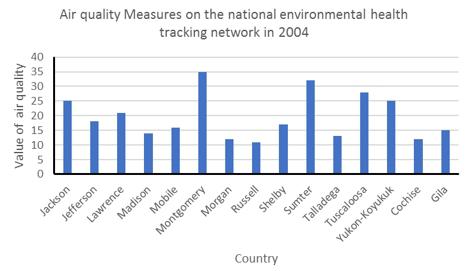 Air quality Measures on the national environmental health
tracking network in 2004
Value of air quality
40
35
30
25
20
15
10
5
0
Jackson
Jefferson
Lawrence
Madison
Mobile
Montgomery
Morgan
Russell
Shelby
Sumter
Talladega
Tuscaloosa
Yukon-Koyukuk
Cochise
Gila
Country